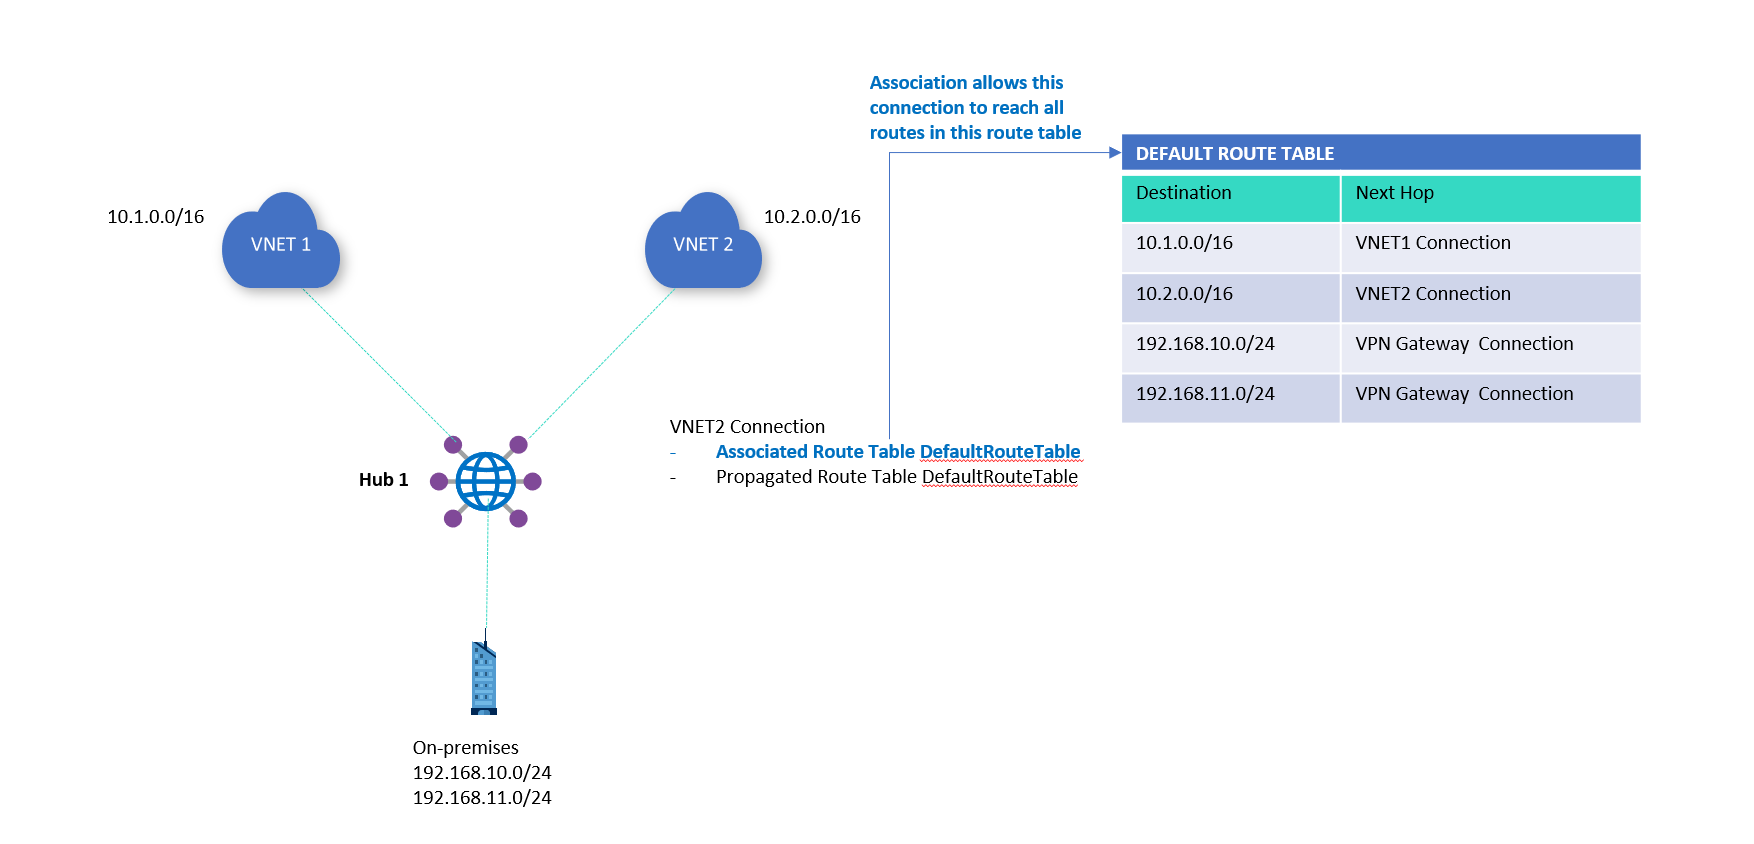 Association allows this
connection to reach all
routes in this route table
DEFAULT ROUTE TABLE
Destination Next Hop
10.1.0.0/16 VNET1 Connection
10.2.0.0/16 VNET2 Connection
192.168.10.0/24 VPN Gateway  Connection
192.168.11.0/24 VPN Gateway  Connection
10.1.0.0/16
VNET 1
VNET 2
10.2.0.0/16
VNET2 Connection
- Associated Route Table DefaultRouteTable
- Propagated Route Table DefaultRouteTable
Hub 1
On-premises
192.168.10.0/24
192.168.11.0/24